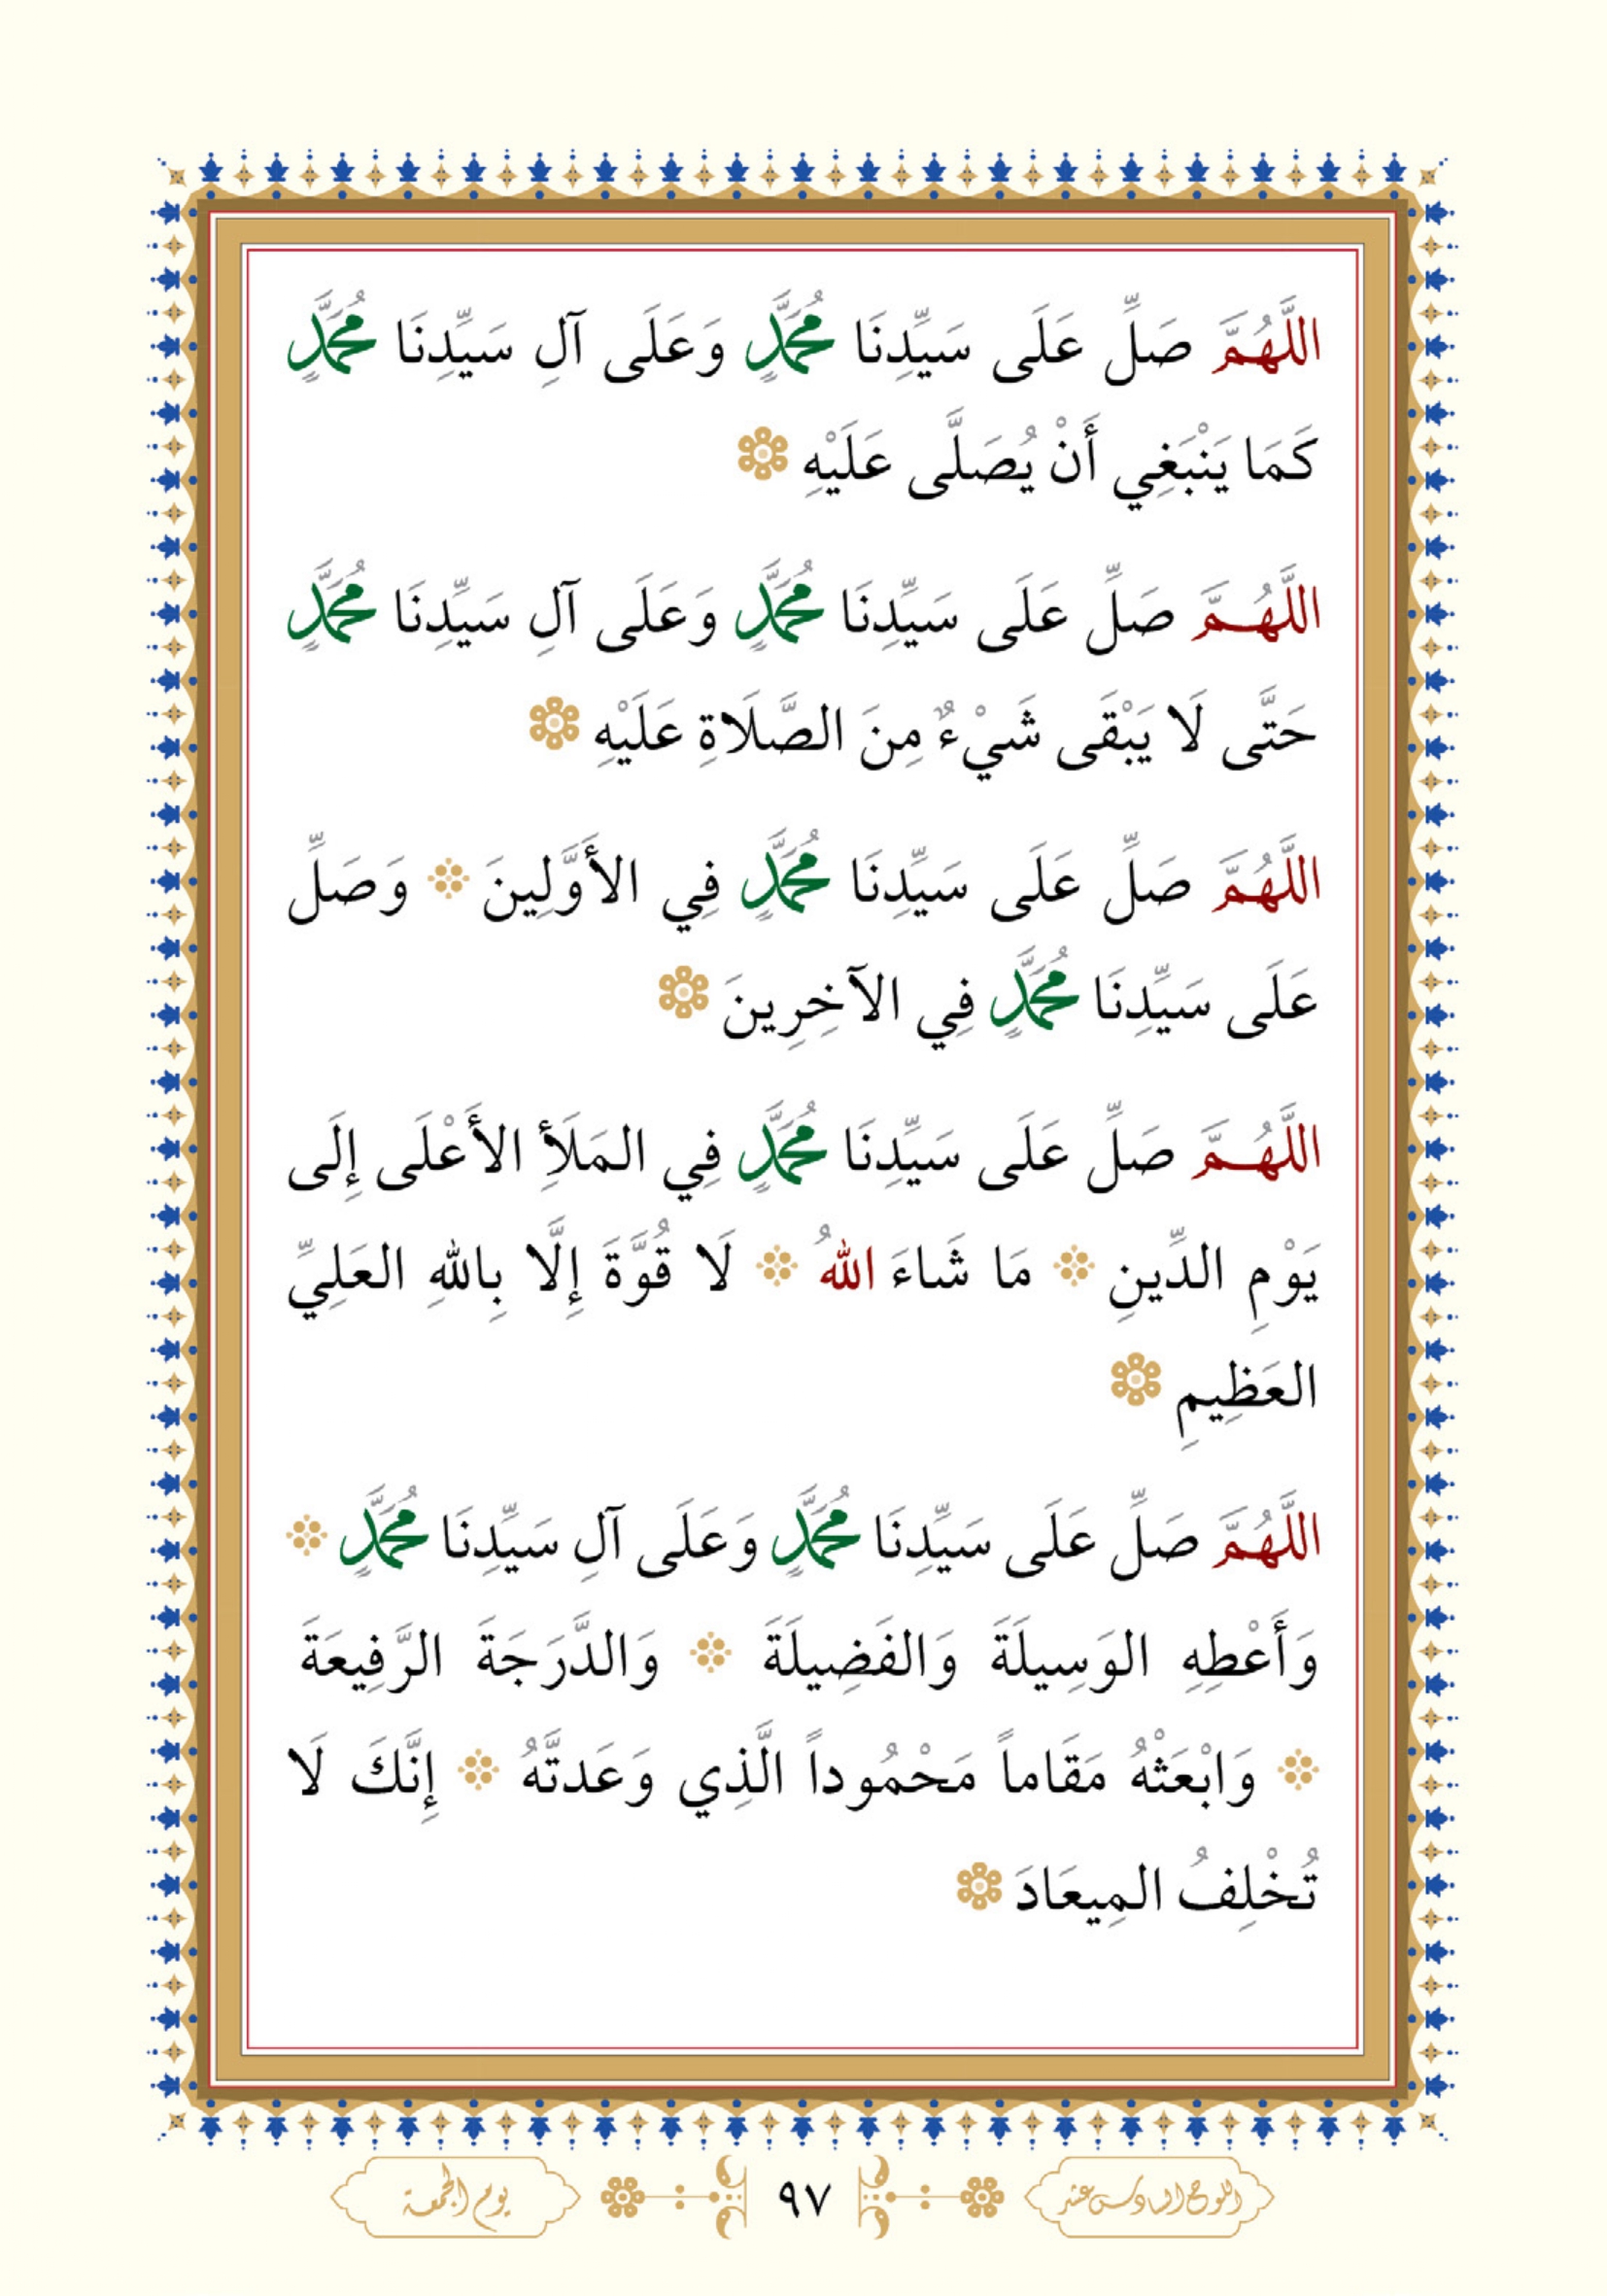 اللَّهُمَّ صَلِّ عَلَى سَيِّدِنَا مُحَمَّدٍ وَعَلَى آلِ سَيِّدِنَا مُحَمَّدٍ
كَمَا يَنْبَغِي أَنْ يُصَلَّى عَلَيْهِ
اللَّهُمَّ صَلِّ عَلَى سَيِّدِنَا مُحَمَّدٍ وَعَلَى آلِ سَيِّدِنَا مُحَمَّدٍ
حَتَّى لَا يَبْقَى شَيْءٌ مِنَ الصَّلَاةِ عَلَيْهِ
اللَّهُمَّ صَلِّ عَلَى سَيِّدِنَا مُحَمَّدٍ فِي الأَوَّلِينَ وَصَلِّ
عَلَى سَيِّدِنَا مُحَمَّدٍ فِي الآخِرِينَ
اللَّهُمَّ صَلِّ عَلَى سَيِّدِنَا مُحَمَّدٍ فِي المَلَأِ الأَعْلَى إِلَى
يَوْمِ الدِّينِ مَا شَاءَ اللهُ لَا قُوَّةَ إِلَّا بِاللهِ العَلِيِّ
العَظِيمِ
اللَّهُمَّ صَلِّ عَلَى سَيِّدِنَا مُحَمَّدٍ وَعَلَى آلِ سَيِّدِنَا مُحَمَّدٍ
وَأَعْطِهِ الوَسِيلَةَ وَالفَضِيلَةَ وَالدَّرَجَةَ الرَّفِيعَةَ
وَابْعَثْهُ مَقَاماً مَحْمُوداً الَّذِي وَعَدتَّهُ إِنَّكَ لَا
تُخْلِفُ المِيعَادَ
اللوح السادس عشر ٩٧ يوم الجمعة